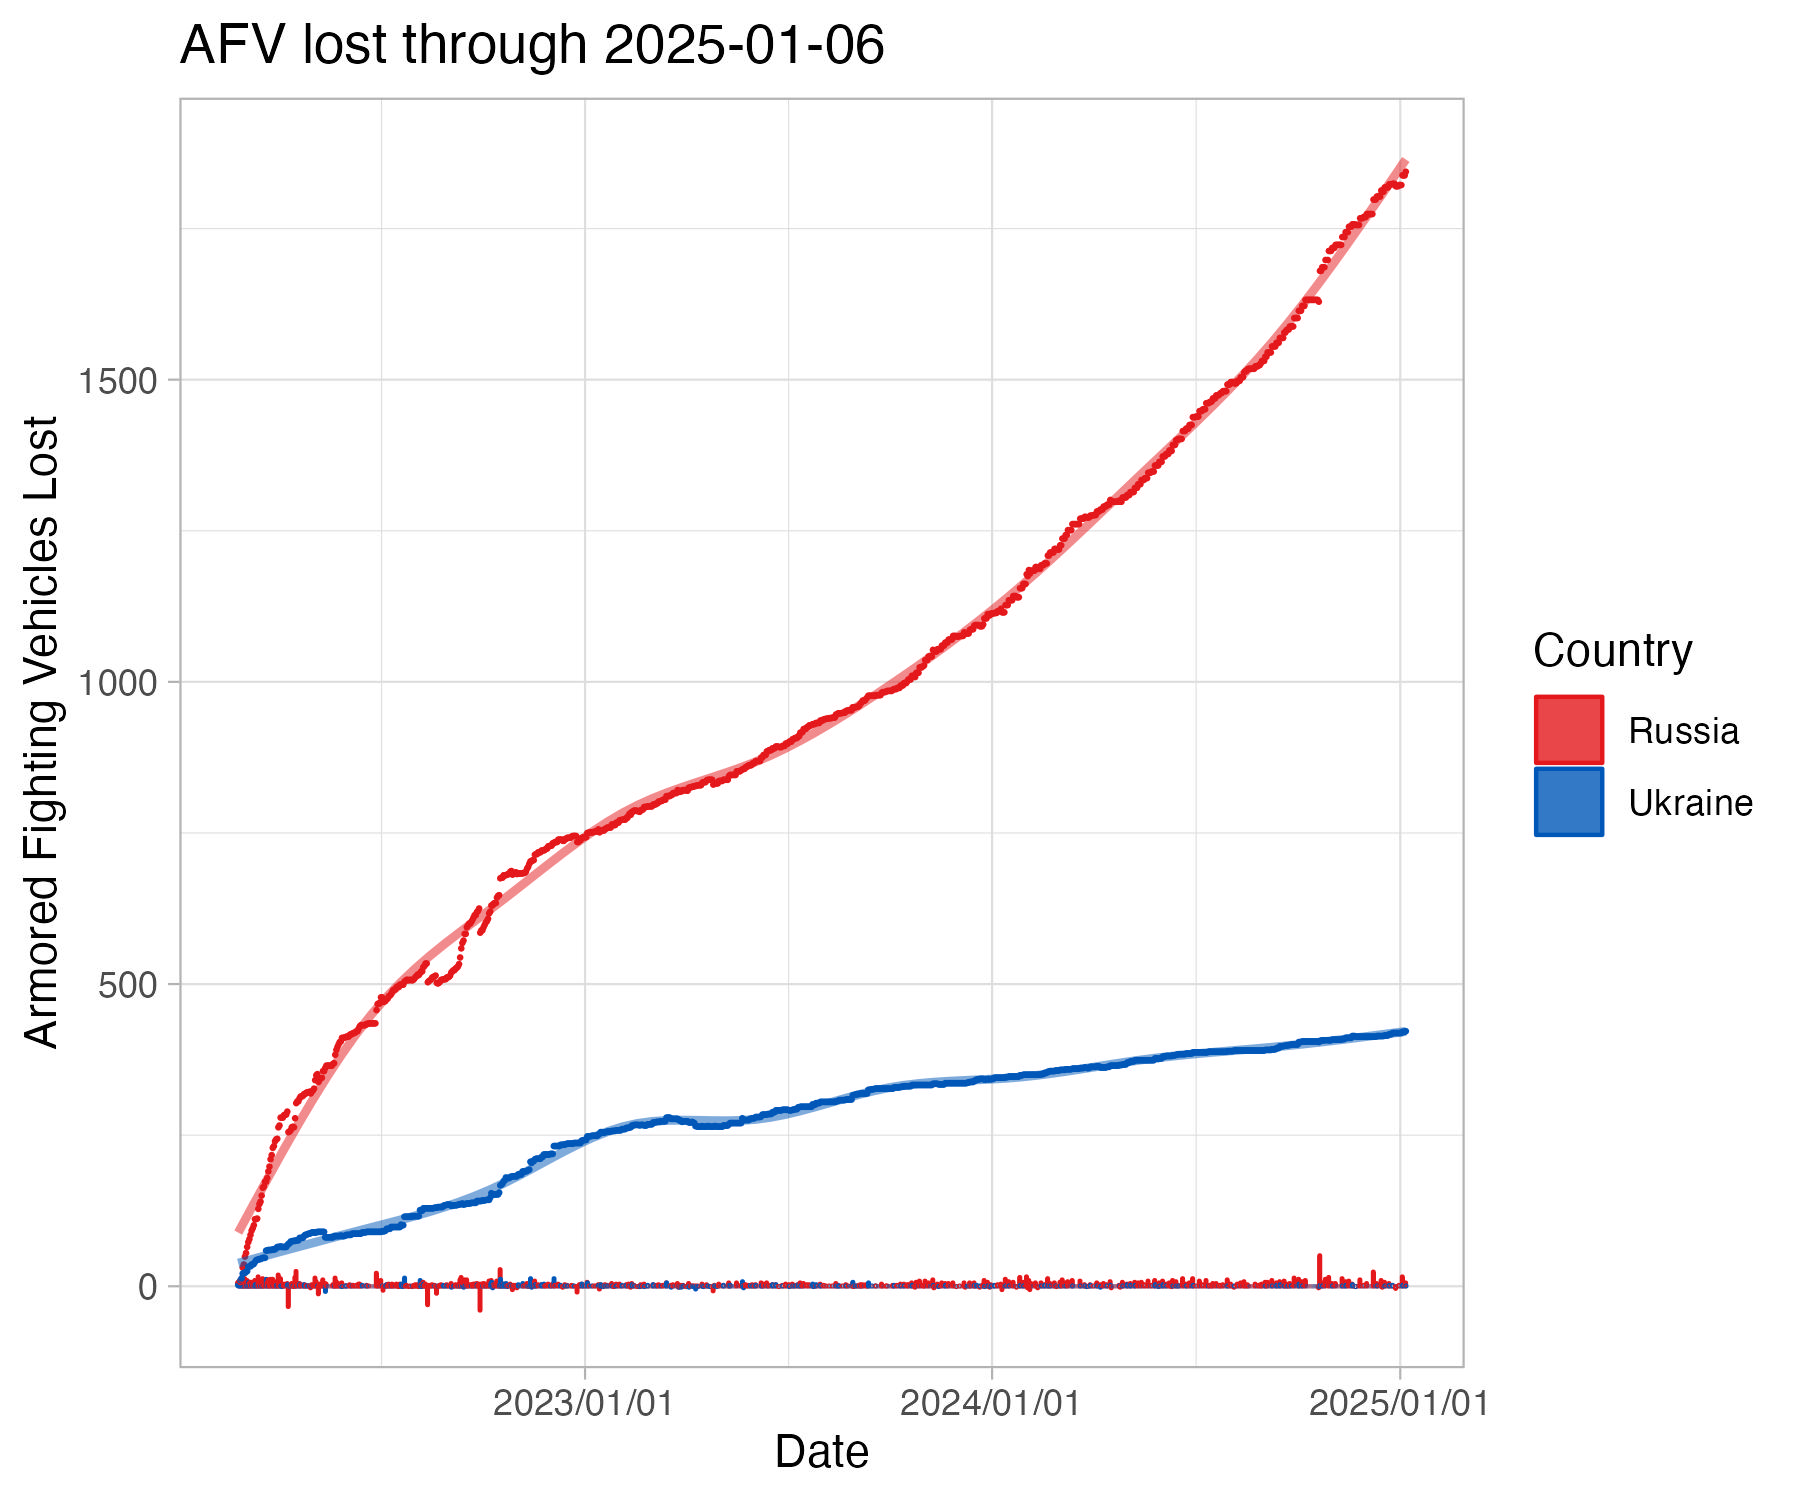 AFV lost through 2025-01-06
Armored Fighting Vehicles Lost
1500
1000
500
0
2023/01/01
2024/01/01
2025/01/01
Date
Country
Russia
Ukraine